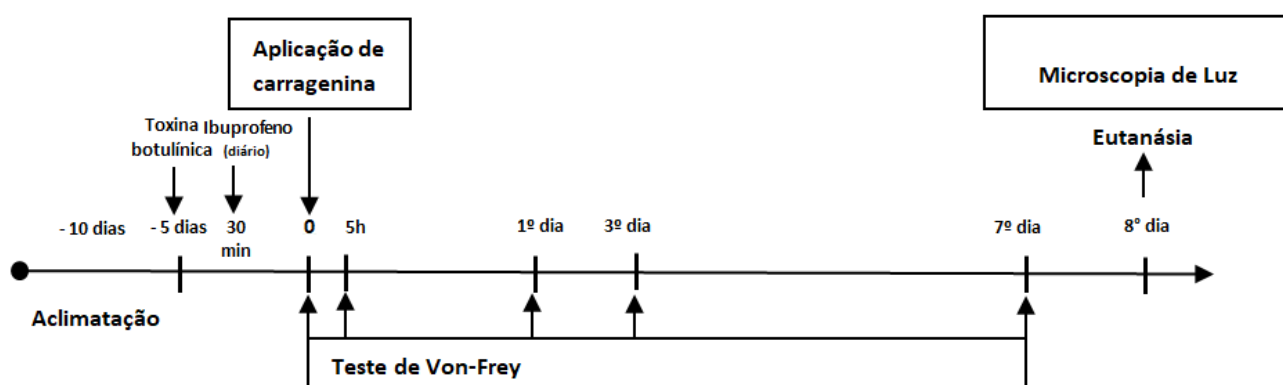 Aplicação de
carragenina
Microscopia de Luz
Toxina
botulínica
Ibuprofeno
(diário)
Eutanásia
- 10 dias
- 5 dias
30
min
0
5h
1º dia
3º dia
7º dia
8° dia
Aclimatação
Teste de Von-Frey